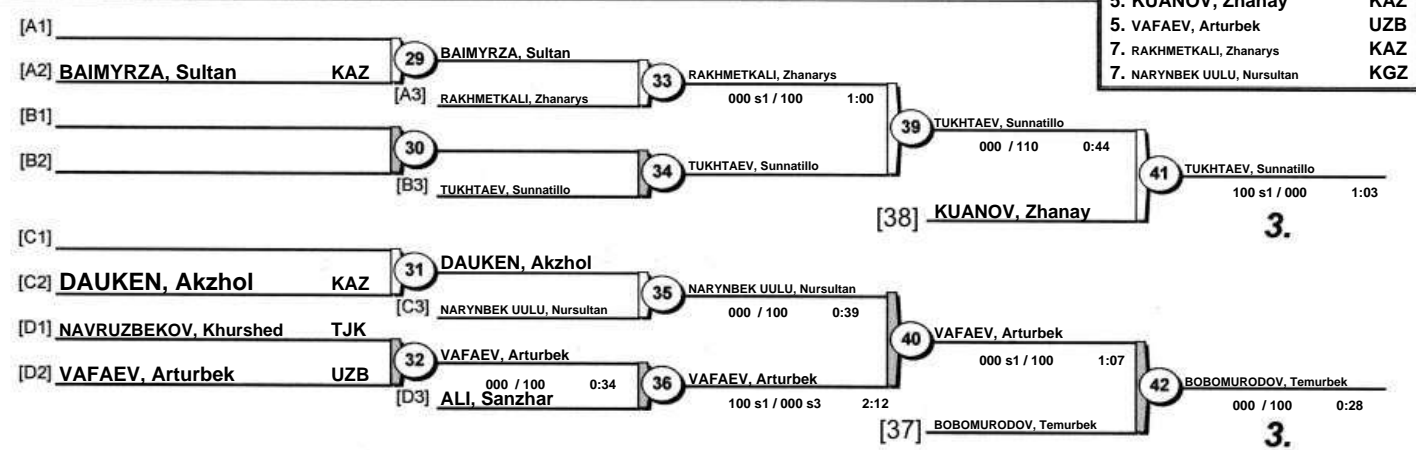 5. KUANOV, Zhanay KAZ
5. VAFAEV, Arturbek UZB
7. RAKHMETKALI, Zhanarys KAZ
7. NARYNBEK UULU, Nursultan KGZ
[A1]
[A2] BAIMYRZA, Sultan KAZ
29
BAIMYRZA, Sultan
[A3] RAKHMETKALI, Zhanarys
33
RAKHMETKALI, Zhanarys
000 s1 / 100 1:00
[B1]
[B2]
30
[B3] TUKHTAEV, Sunnatillo
34
TUKHTAEV, Sunnatillo
39
TUKHTAEV, Sunnatillo
000 / 110 0:44
[38] KUANOV, Zhanay
41
TUKHTAEV, Sunnatillo
100 s1 / 000 1:03
3.
[C1]
[C2] DAUKEN, Akzhol KAZ
31
DAUKEN, Akzhol
[C3] NARYNBEK UULU, Nursultan
35
NARYNBEK UULU, Nursultan
000 / 100 0:39
[D1] NAVRUZBEKOV, Khurshed TJK
[D2] VAFAEV, Arturbek UZB
32
VAFAEV, Arturbek
000 / 100 0:34
[D3] ALI, Sanzhar
36
VAFAEV, Arturbek
100 s1 / 000 s3 2:12
40
VAFAEV, Arturbek
000 s1 / 100 1:07
[37] BOBOMURODOV, Temurbek
42
BOBOMURODOV, Temurbek
000 / 100 0:28
3.